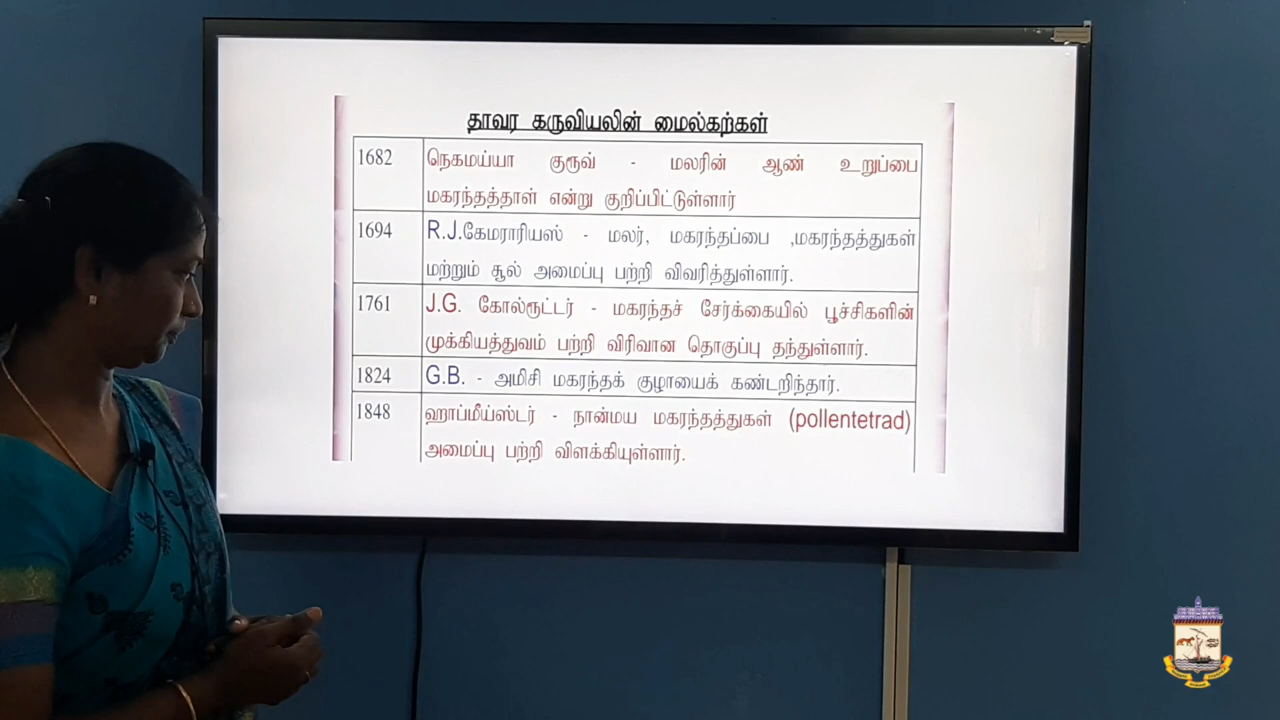 தாவர கருவியலின் மைல்கற்கள்
1682 நெகமய்யா குரூவ் - மலரின் ஆண் உறுப்பை
மகரந்தத்தாள் என்று குறிப்பிட்டுள்ளார்
1694 R.J.கேமராரியஸ் - மலர், மகரந்தப்பை ,மகரந்தத்துகள்
மற்றும் சூல் அமைப்பு பற்றி விவரித்துள்ளார்.
1761 J.G. கோல்ரூட்டர் - மகரந்தச் சேர்க்கையில் பூச்சிகளின்
முக்கியத்துவம் பற்றி விரிவான தொகுப்பு தந்துள்ளார்.
1824 G.B. - அமிசி மகரந்தக் குழாயைக் கண்டறிந்தார்.
1848 ஹாப்மீய்ஸ்டர் - நான்மய மகரந்தத்துகள் (pollentetrad)
அமைப்பு பற்றி விளக்கியுள்ளார்.